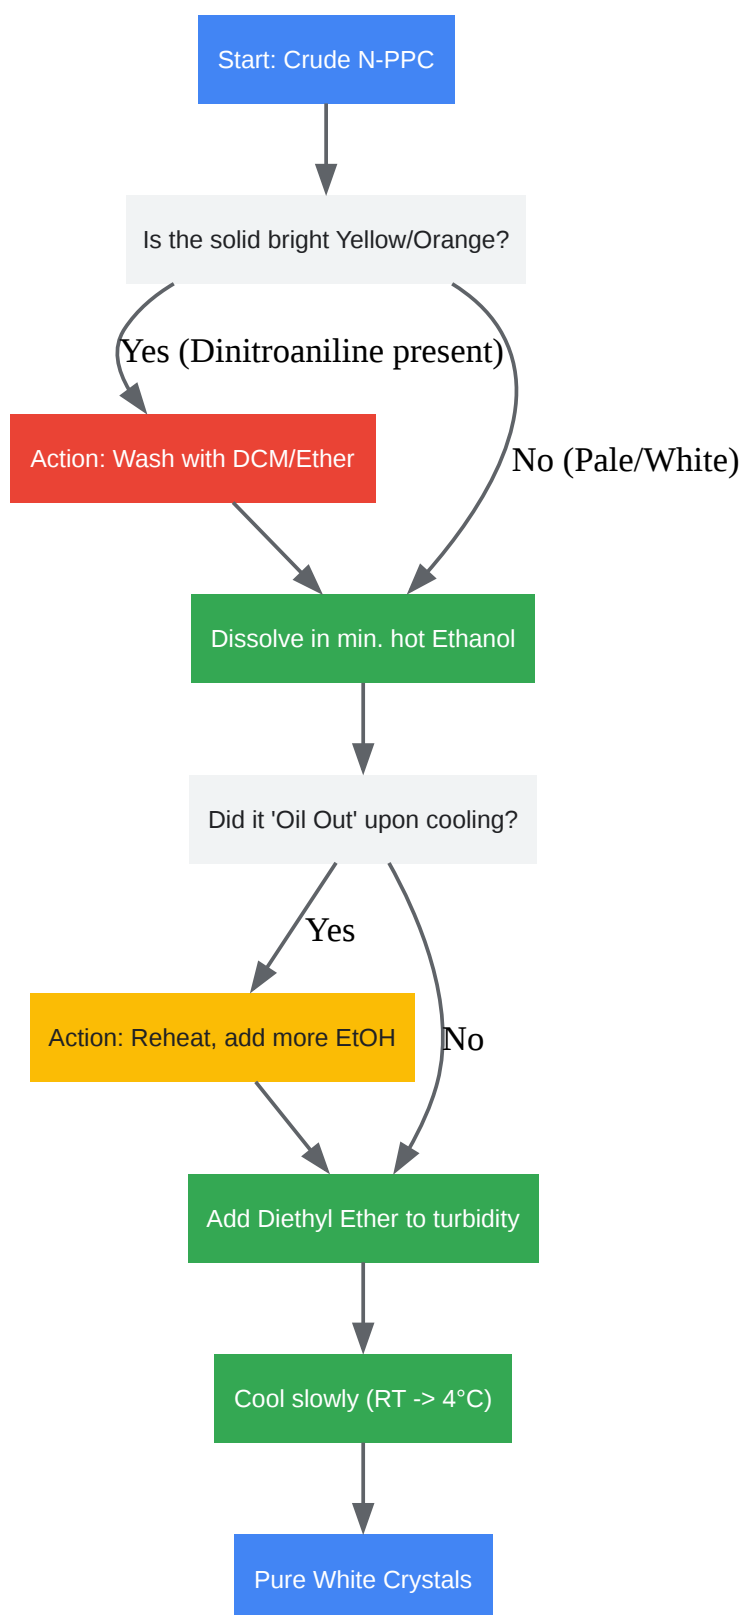 Start: Crude N-PPC
Is the solid bright Yellow/Orange?
Yes (Dinitroaniline present)
Action: Wash with DCM/Ether
No (Pale/White)
Dissolve in min. hot Ethanol
Did it 'Oil Out' upon cooling?
Yes
Action: Reheat, add more EtOH
No
Add Diethyl Ether to turbidity
Cool slowly (RT -> 4°C)
Pure White Crystals